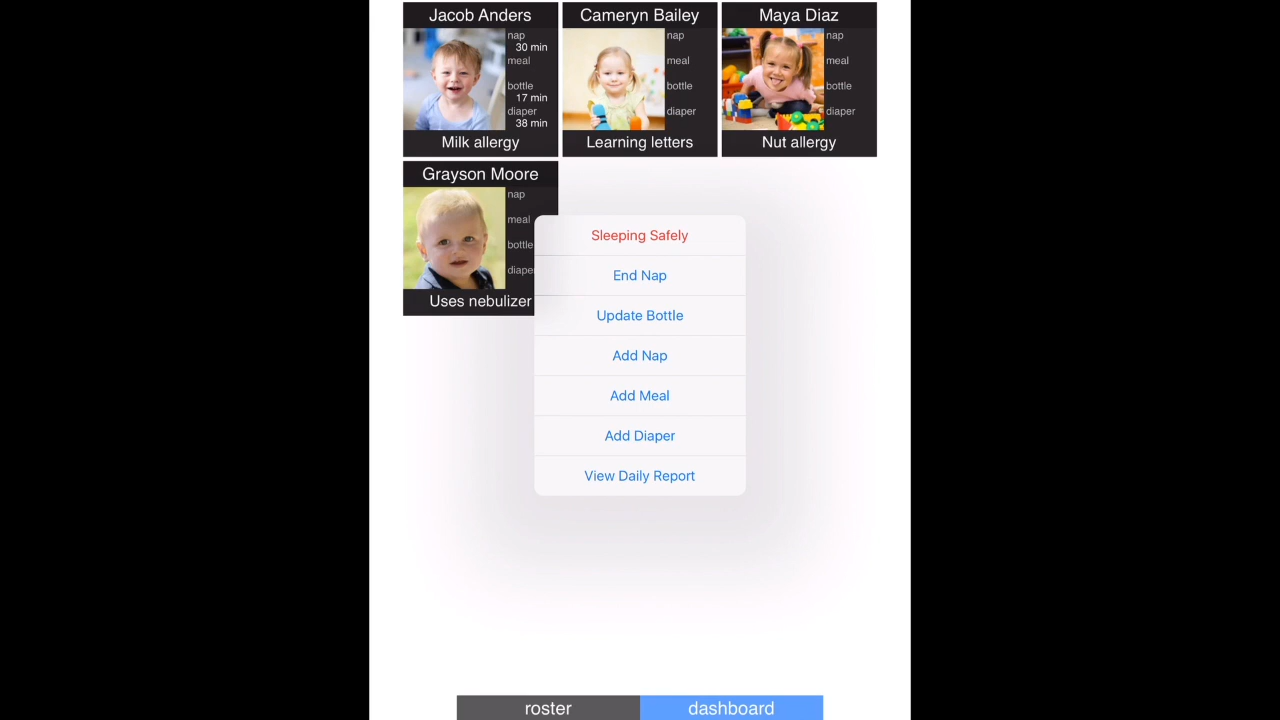 Jacob Anders
nap
30 min
meal
bottle
17 min
diaper
38 min
Milk allergy
Cameryn Bailey
nap
meal
bottle
diaper
Learning letters
Maya Diaz
nap
meal
bottle
diaper
Nut allergy
Grayson Moore
nap
meal
bottle
diape
Uses nebulizer
Sleeping Safely
End Nap
Update Bottle
Add Nap
Add Meal
Add Diaper
View Daily Report
roster
dashboard